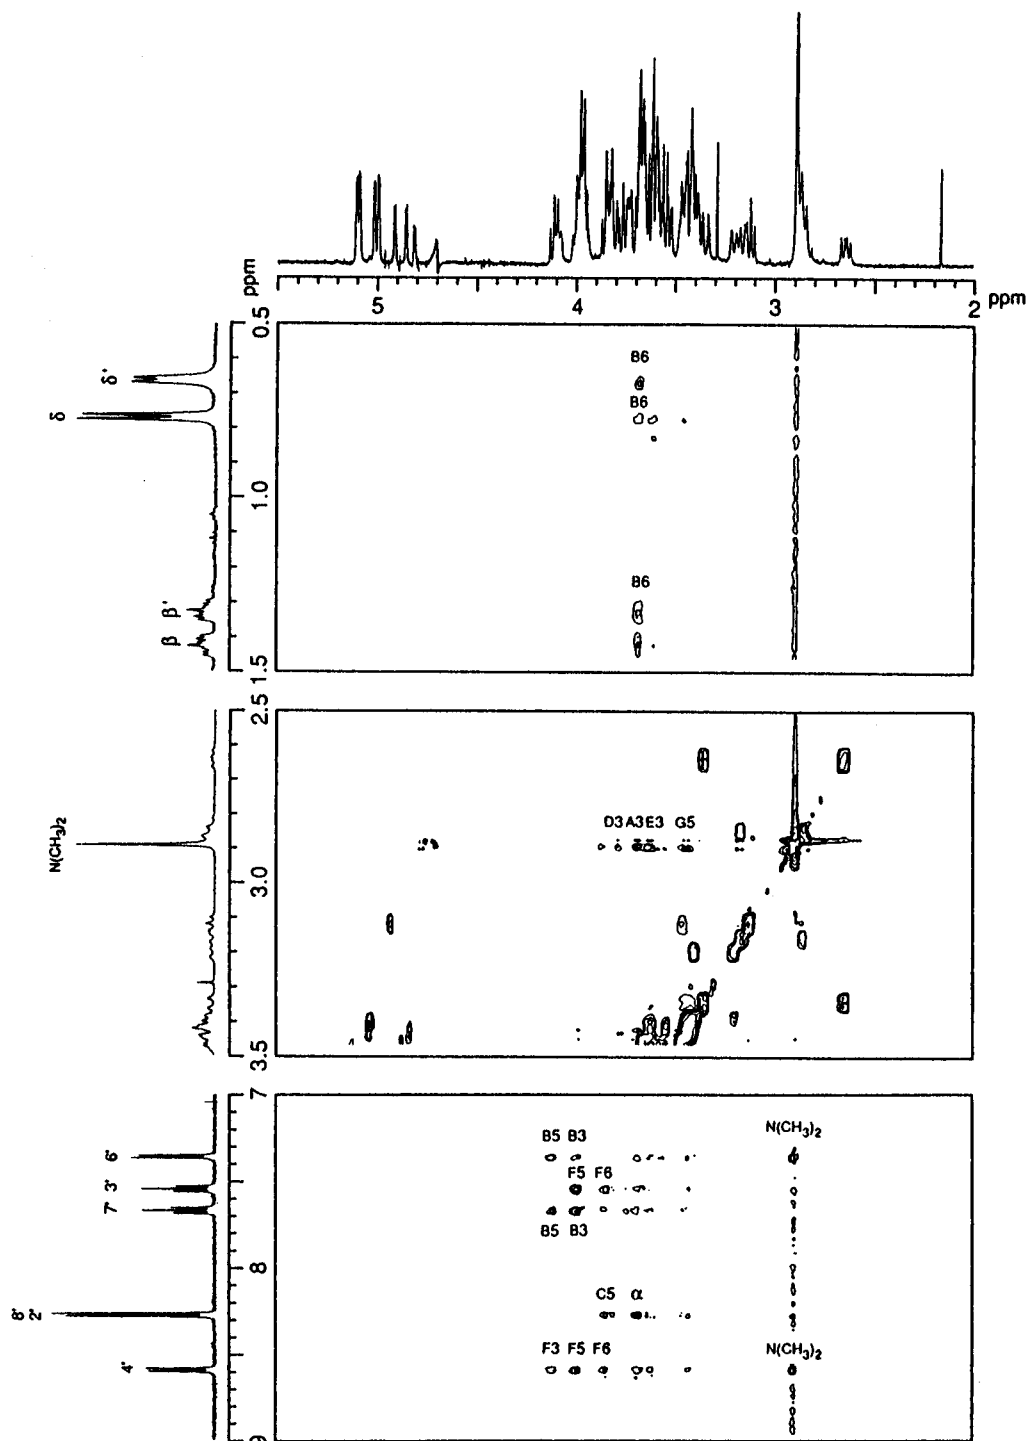 5 4 3 2 ppm
ppm
0.5
δ'
B6
δ
B6
1.0
B6
β β'
1.5
2.5
N(CH3)2
D3 A3 E3 G5
3.0
3.5
7
N(CH3)2
B5 B3
6'
F5 F6
3'
7'
B5 B3
8
C5 α
8'
2'
F3 F5 F6 N(CH3)2
4'
9